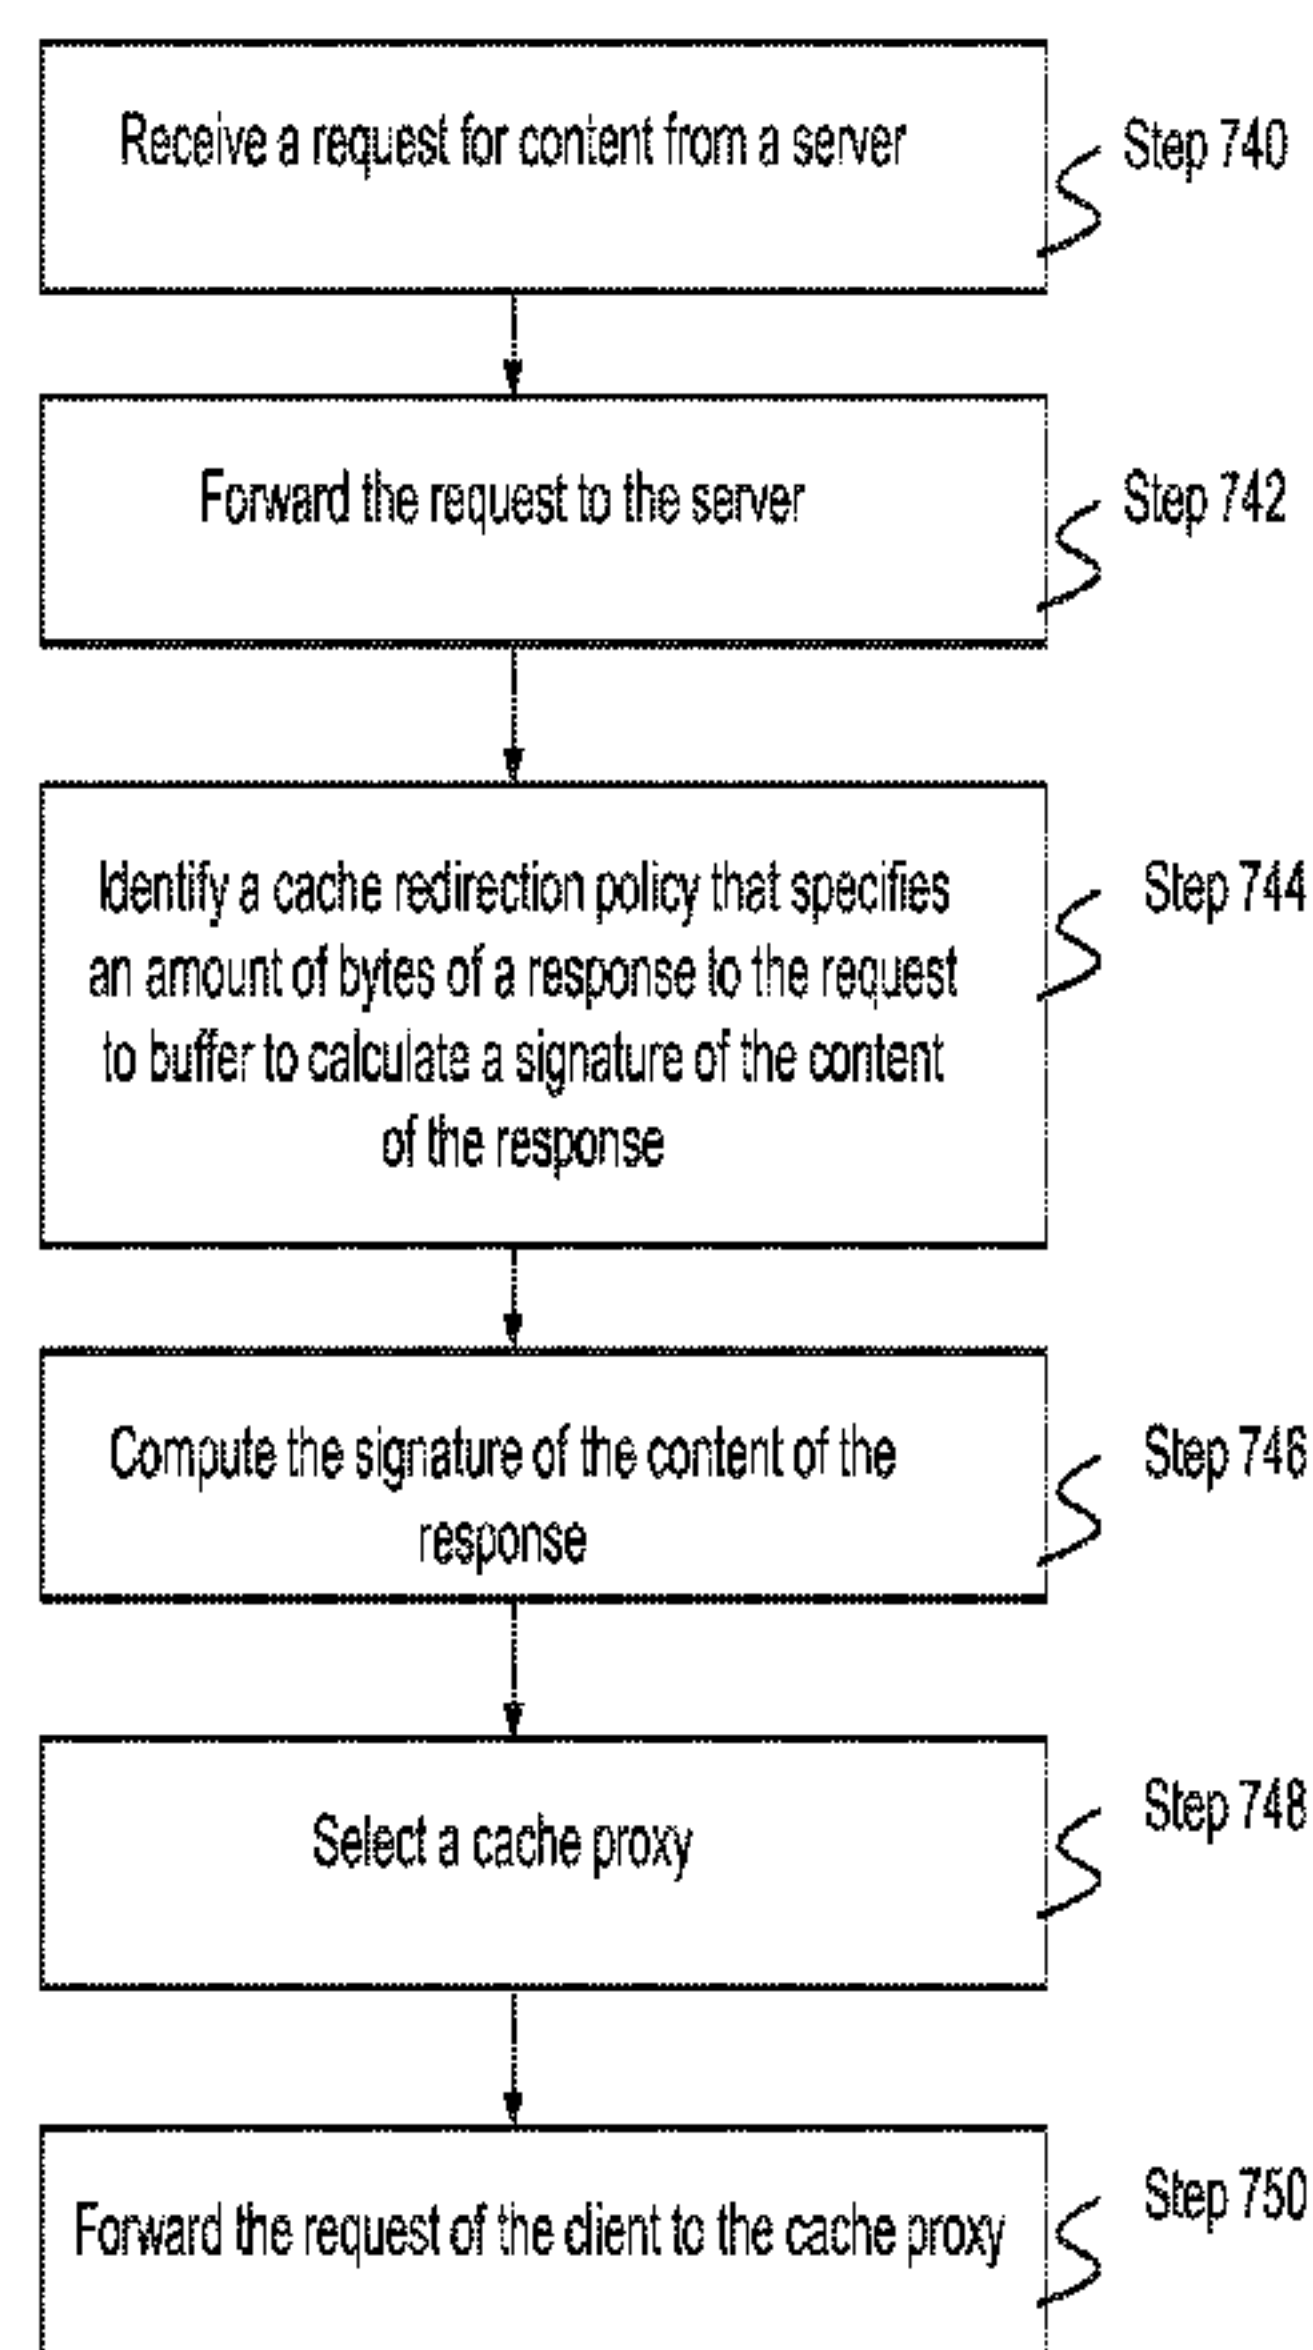 Receive a request for content from a server
Step 740
Forward the request to the server
Step 742
Identify a cache redirection policy that specifies
an amount of bytes of a response to the request
to buffer to calculate a signature of the content
of the response
Step 744
Compute the signature of the content of the
response
Step 746
Select a cache proxy
Step 748
Forward the request of the client to the cache proxy
Step 750